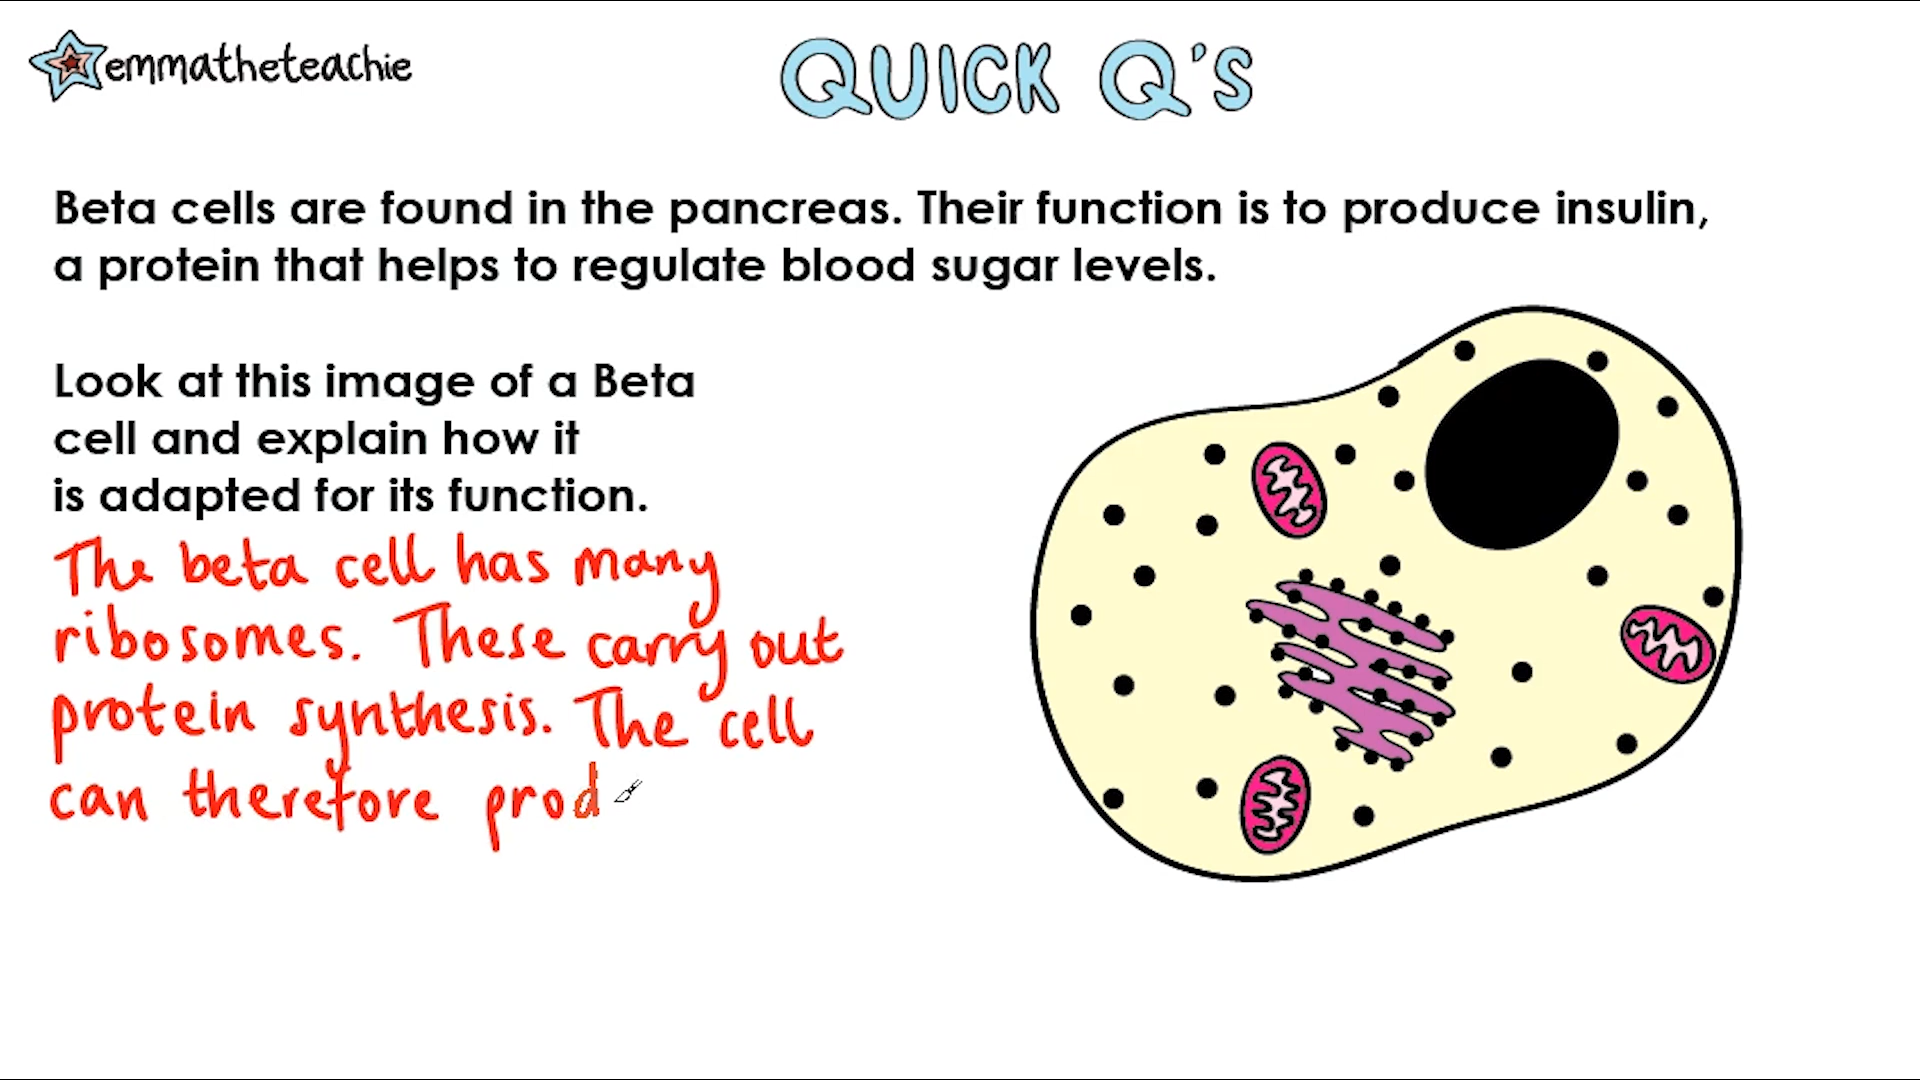 emmatheteachie
QUICK Q'S
Beta cells are found in the pancreas. Their function is to produce insulin,
a protein that helps to regulate blood sugar levels.
Look at this image of a Beta
cell and explain how it
is adapted for its function.
The beta cell has many
ribosomes. These carry out
protein synthesis. The cell
can therefore prod